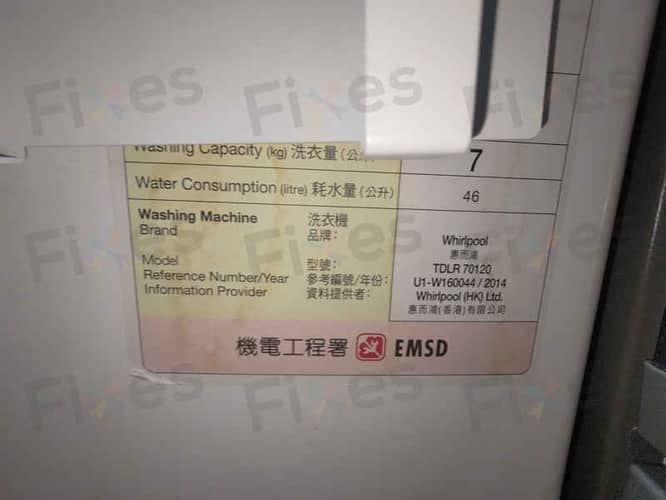 Washing Capacity (kg) 洗衣量 (公斤) 7
Water Consumption (litre) 耗水量 (公升) 46
Washing Machine 洗衣機
Brand 品牌： Whirlpool
惠而浦
Model 型號： TDLR 70120
Reference Number/Year 參考編號/年份： U1-W160044 / 2014
Information Provider 資料提供者： Whirlpool (HK) Ltd.
惠而浦(香港)有限公司
機電工程署 EMSD
Fixes